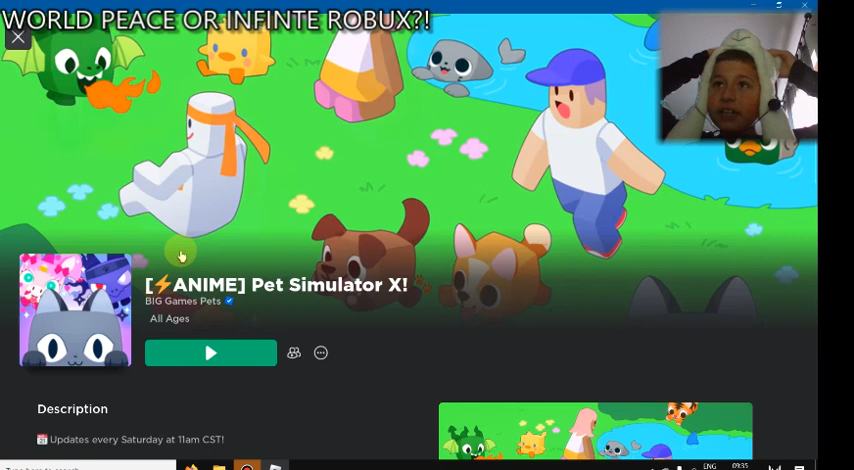 WORLD PEACE OR INFINTE ROBUX?!
[⚡ANIME] Pet Simulator X!
BIG Games Pets
All Ages
Description
📅 Updates every Saturday at 11am CST!
ENG
09:35